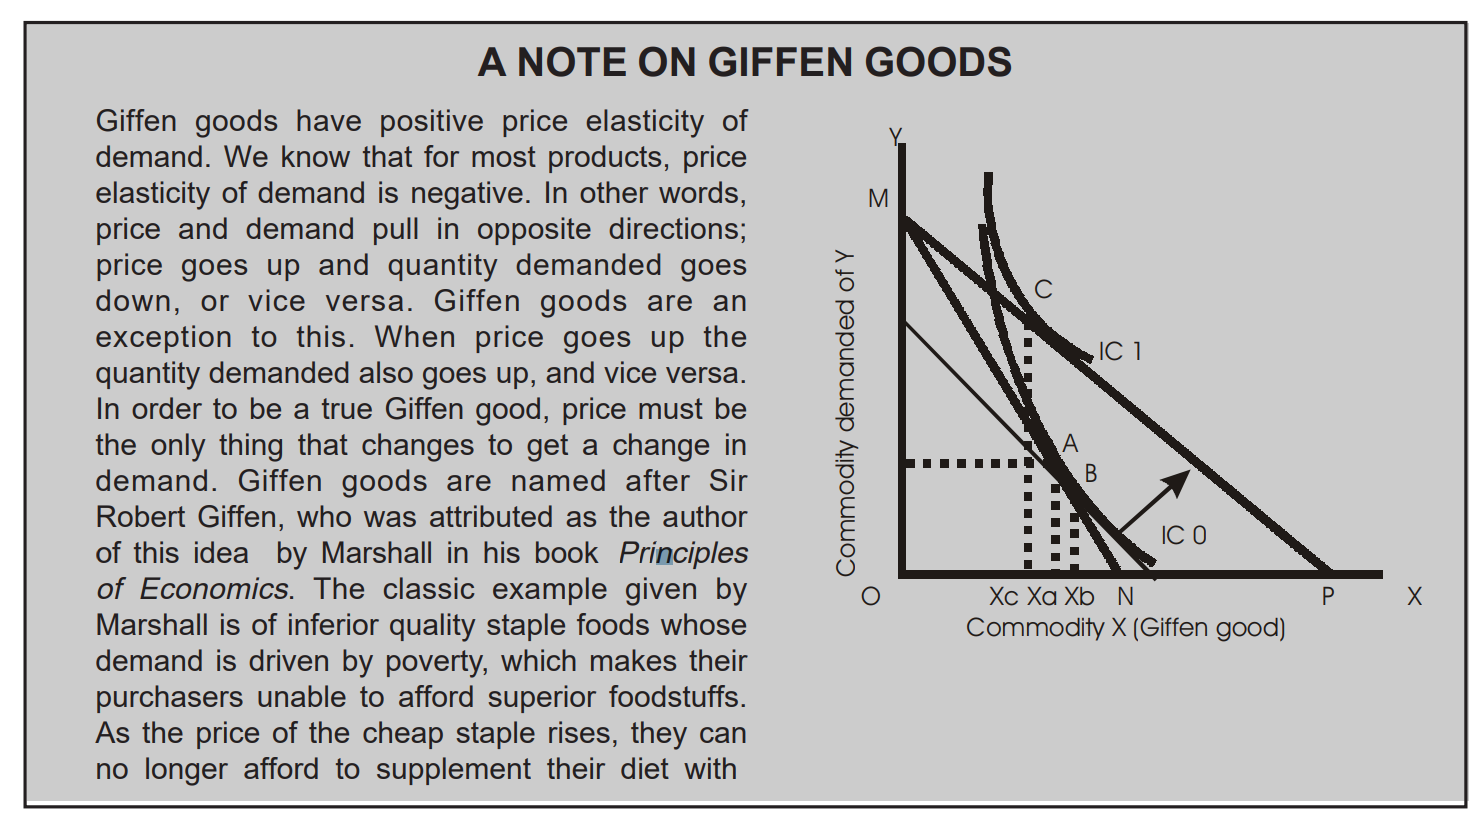 A NOTE ON GIFFEN GOODS
Giffen goods have positive price elasticity of
demand. We know that for most products, price
elasticity of demand is negative. In other words,
price and demand pull in opposite directions;
price goes up and quantity demanded goes
down, or vice versa. Giffen goods are an
exception to this. When price goes up the
quantity demanded also goes up, and vice versa.
In order to be a true Giffen good, price must be
the only thing that changes to get a change in
demand. Giffen goods are named after Sir
Robert Giffen, who was attributed as the author
of this idea by Marshall in his book Principles
of Economics. The classic example given by
Marshall is of inferior quality staple foods whose
demand is driven by poverty, which makes their
purchasers unable to afford superior foodstuffs.
As the price of the cheap staple rises, they can
no longer afford to supplement their diet with
Y
M
Commodity demanded of Y
C
IC 1
A
B
IC 0
O
Xc Xa Xb N P X
Commodity X (Giffen good)